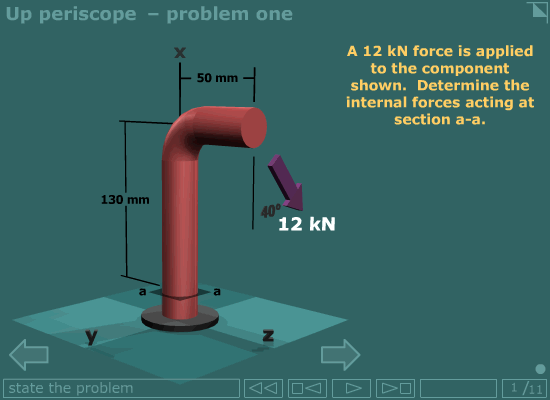 Up periscope – problem one
A 12 kN force is applied
to the component
shown. Determine the
internal forces acting at
section a-a.
x
50 mm
130 mm
40°
12 kN
a
a
y
z
state the problem
1 /11